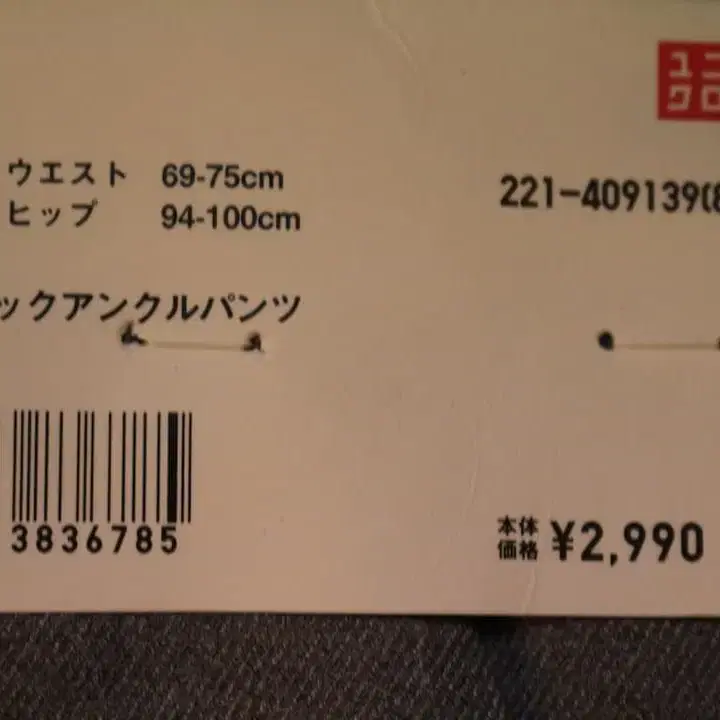 ユニ
クロ
ウエスト 69-75cm
ヒップ 94-100cm
221-409139(8
ックアンクルパンツ
3836785
本体
価格 ¥2,990